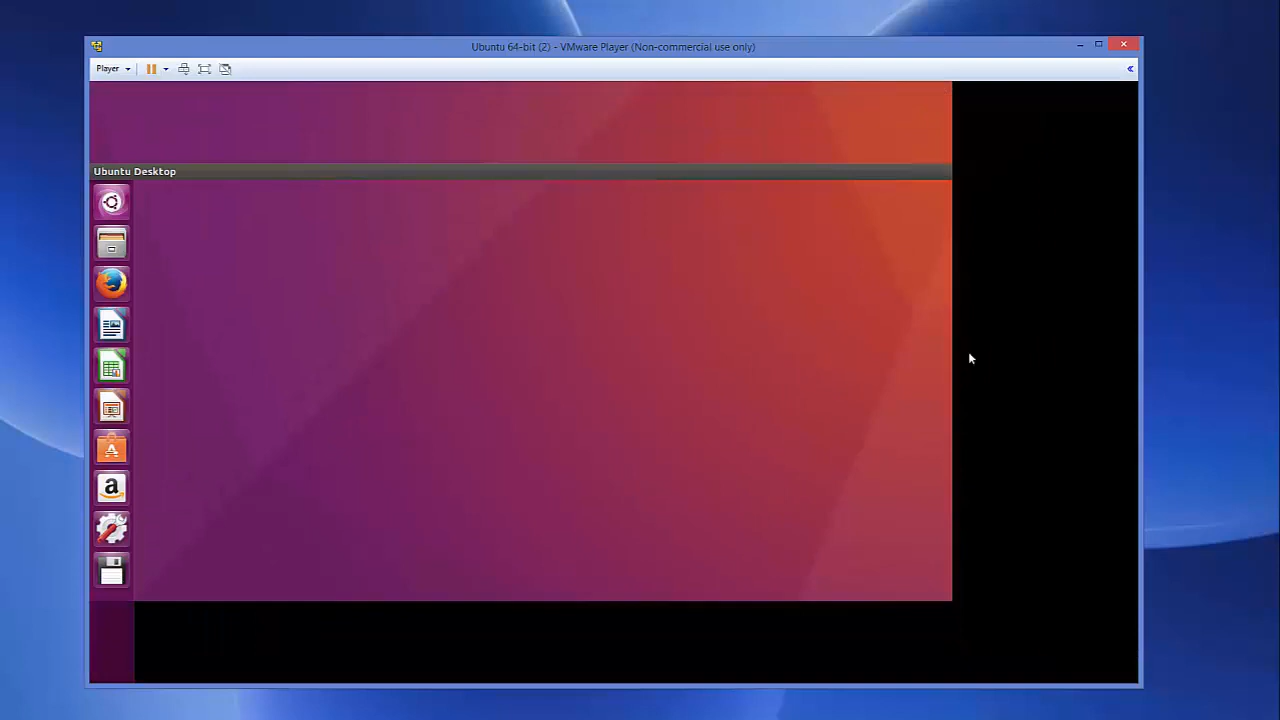 Ubuntu 64-bit (2) - VMware Player (Non-commercial use only)
Player
Ubuntu Desktop
A
a